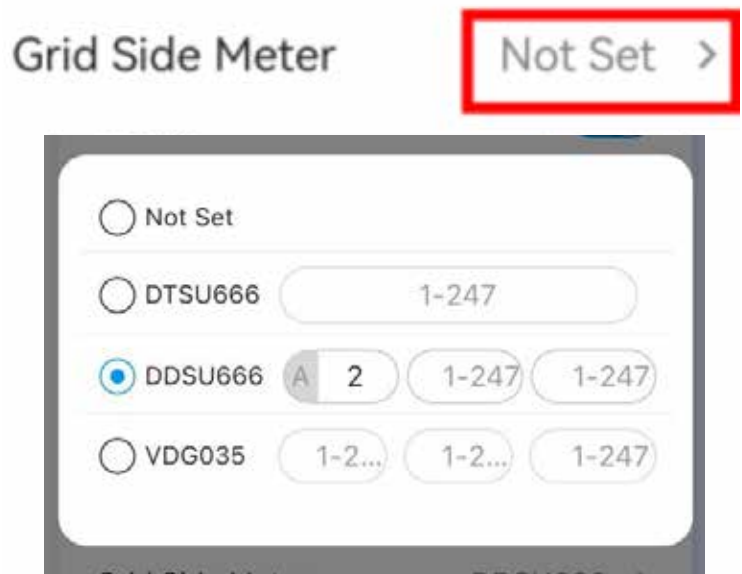 Grid Side Meter Not Set >
Not Set
DTSU666 1-247
DDSU666 A 2 1-247 1-247
VDG035 1-2... 1-2... 1-247